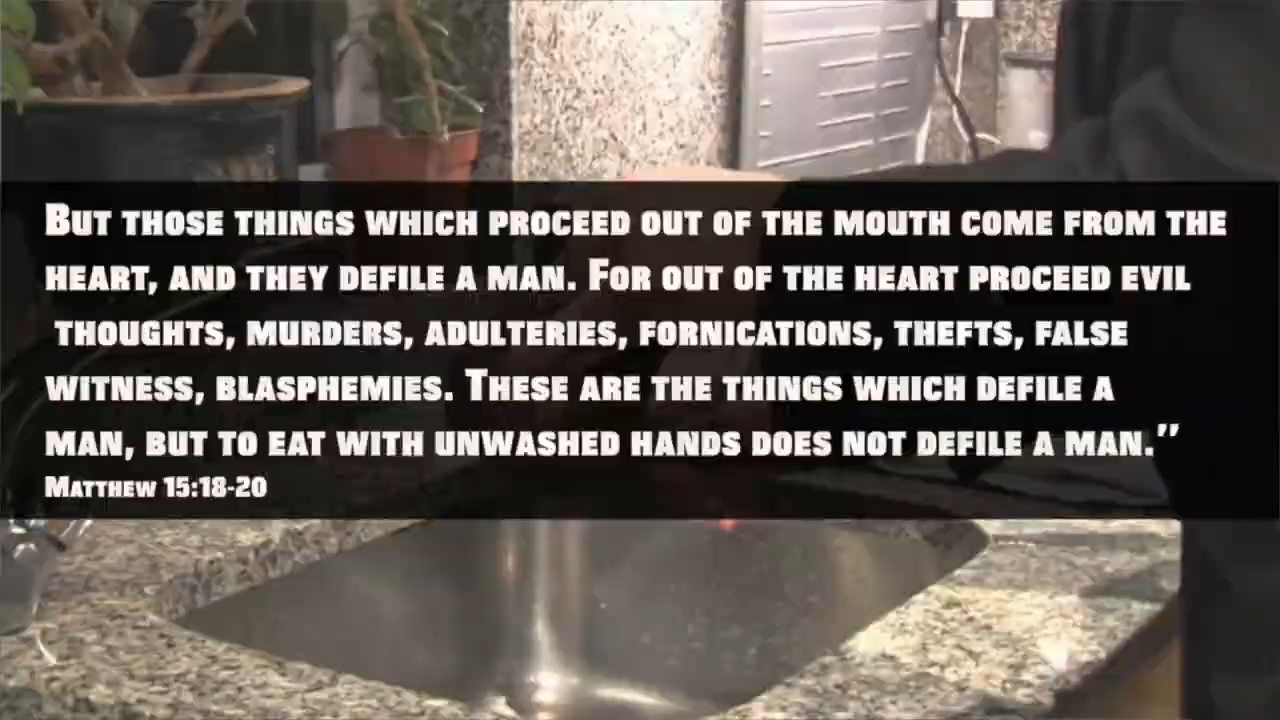 But those things which proceed out of the mouth come from the
heart, and they defile a man. For out of the heart proceed evil
thoughts, murders, adulteries, fornications, thefts, false
witness, blasphemies. These are the things which defile a
man, but to eat with unwashed hands does not defile a man.”
Matthew 15:18-20